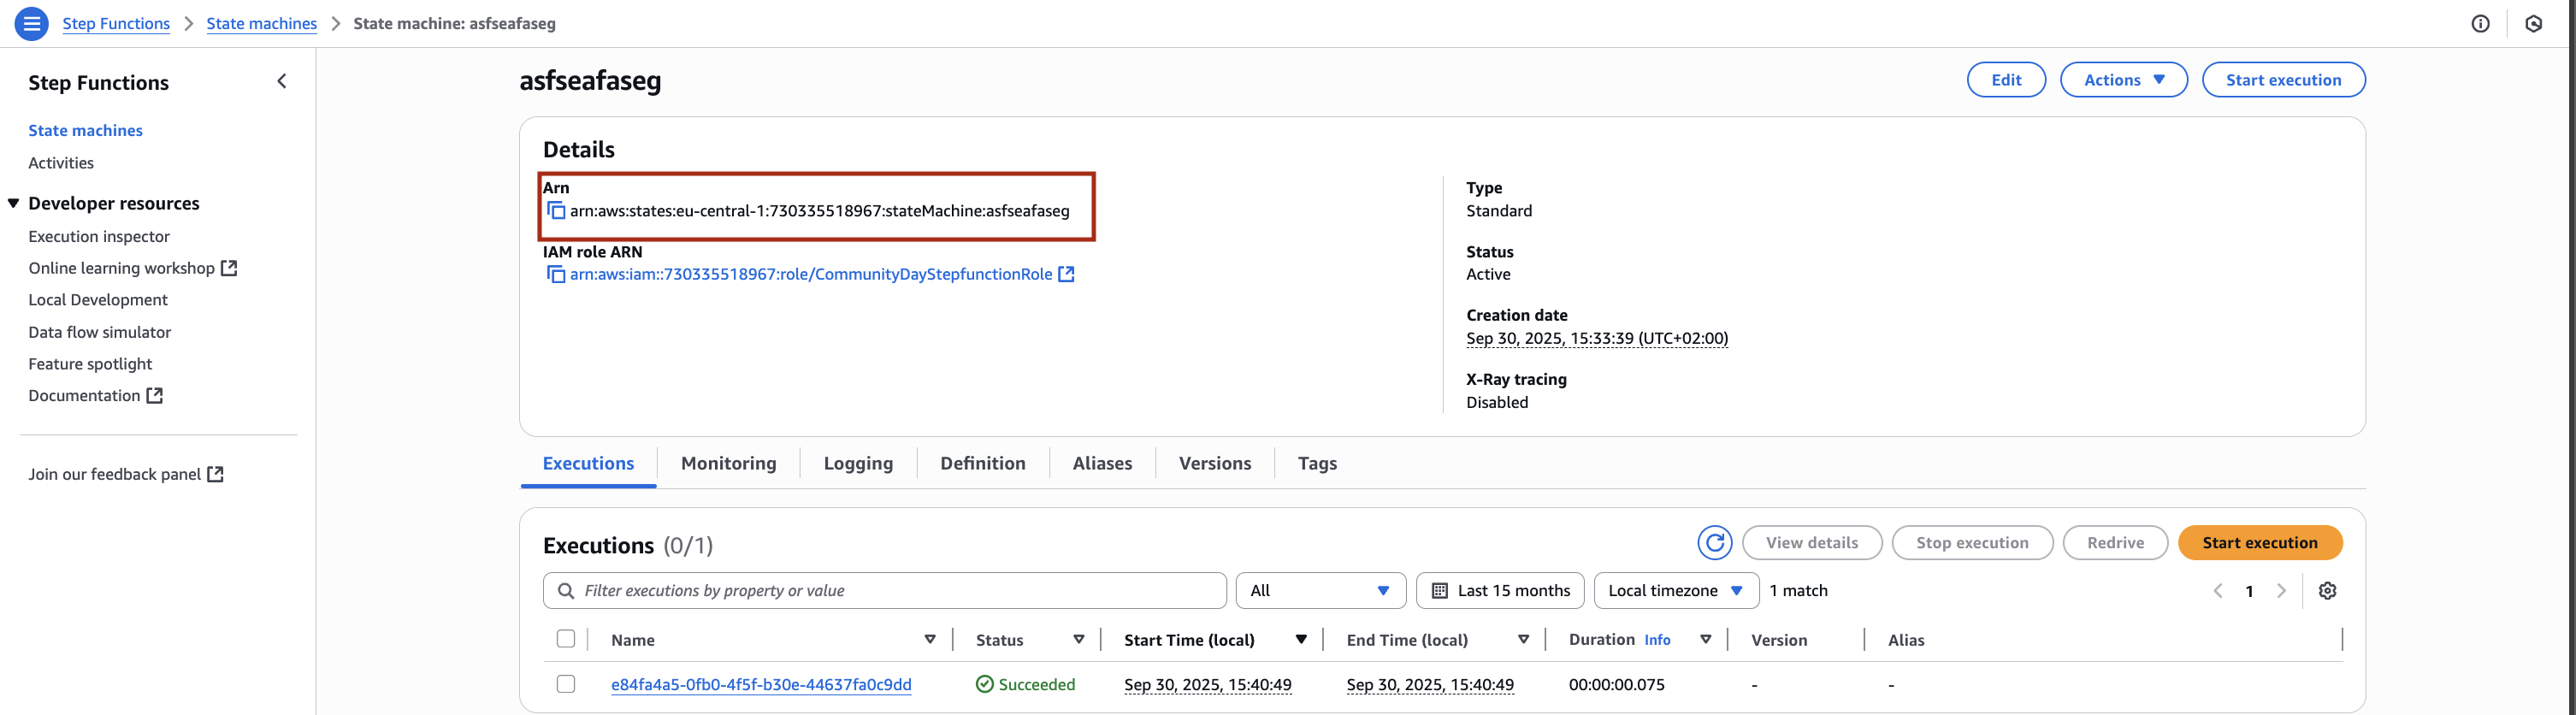 Step Functions > State machines > State machine: asfseafaseg
Step Functions
State machines
Activities
Developer resources
Execution inspector
Online learning workshop
Local Development
Data flow simulator
Feature spotlight
Documentation
Join our feedback panel
asfseafaseg
Edit
Actions
Start execution
Details
Arn
arn:aws:states:eu-central-1:730335518967:stateMachine:asfseafaseg
IAM role ARN
arn:aws:iam::730335518967:role/CommunityDayStepfunctionRole
Type
Standard
Status
Active
Creation date
Sep 30, 2025, 15:33:39 (UTC+02:00)
X-Ray tracing
Disabled
Executions Monitoring Logging Definition Aliases Versions Tags
Executions (0/1)
View details
Stop execution
Redrive
Start execution
Filter executions by property or value
All
Last 15 months
Local timezone
1 match
1
Name Status Start Time (local) End Time (local) Duration Info Version Alias
e84fa4a5-0fb0-4f5f-b30e-44637fa0c9dd Succeeded Sep 30, 2025, 15:40:49 Sep 30, 2025, 15:40:49 00:00:00.075 - -